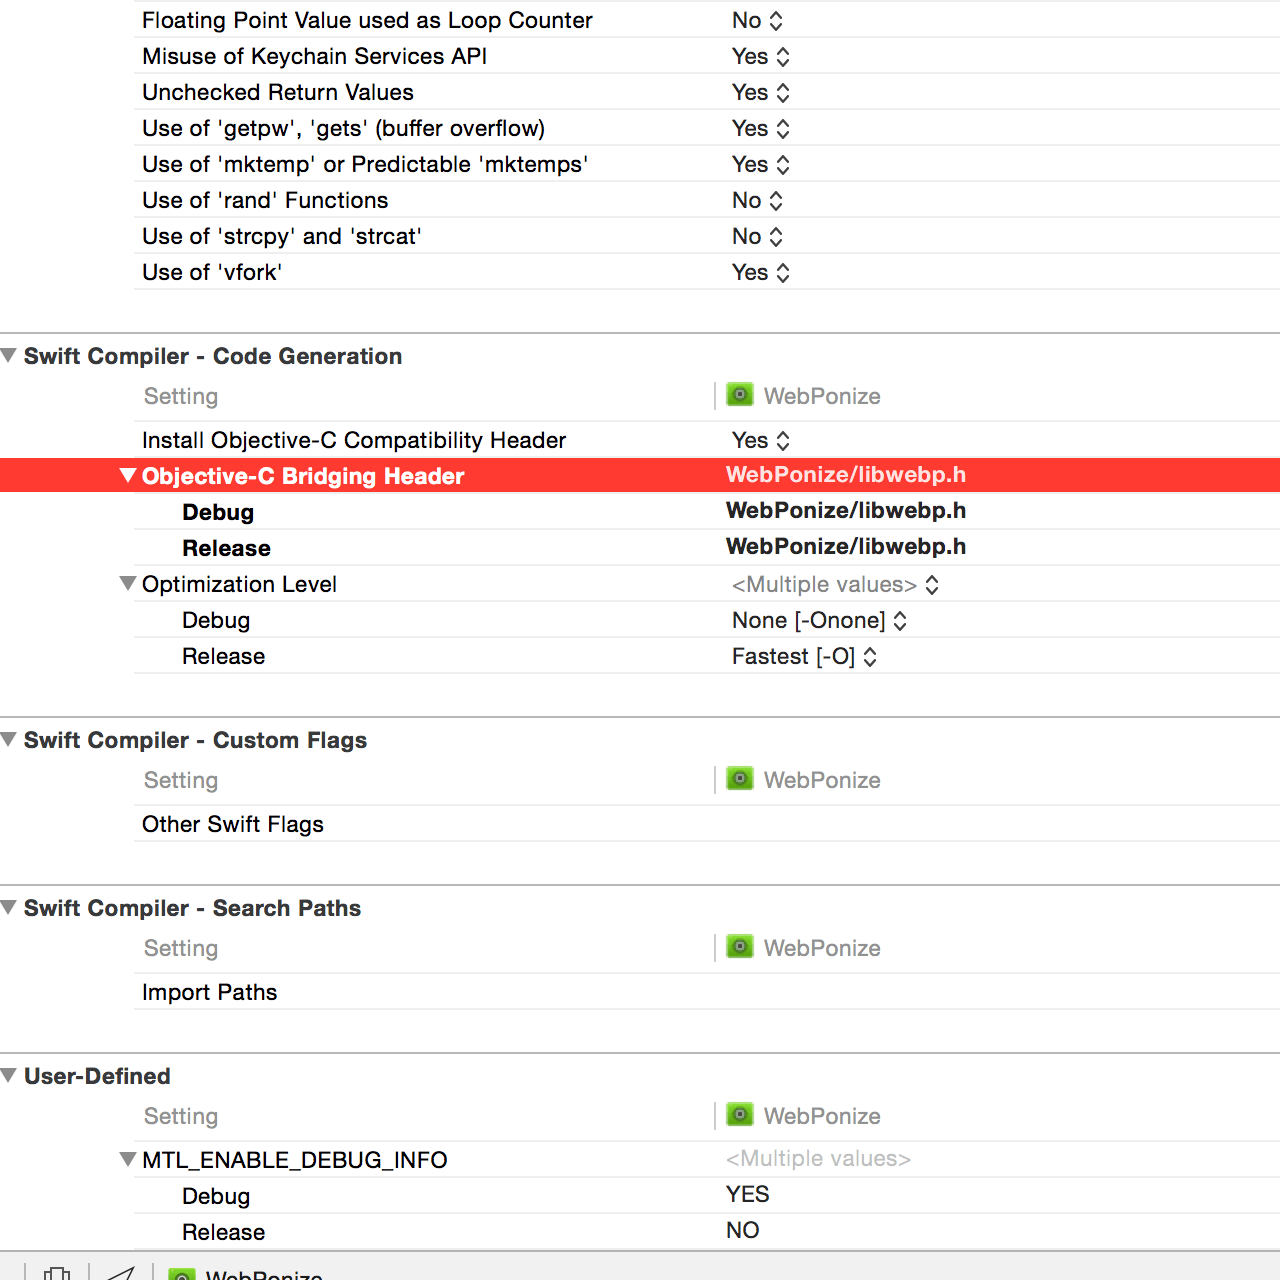 Floating Point Value used as Loop Counter No
Misuse of Keychain Services API Yes
Unchecked Return Values Yes
Use of 'getpw', 'gets' (buffer overflow) Yes
Use of 'mktemp' or Predictable 'mktemps' Yes
Use of 'rand' Functions No
Use of 'strcpy' and 'strcat' No
Use of 'vfork' Yes
Swift Compiler - Code Generation
Setting WebPonize
Install Objective-C Compatibility Header Yes
Objective-C Bridging Header WebPonize/libwebp.h
Debug WebPonize/libwebp.h
Release WebPonize/libwebp.h
Optimization Level <Multiple values>
Debug None [-Onone]
Release Fastest [-O]
Swift Compiler - Custom Flags
Setting WebPonize
Other Swift Flags
Swift Compiler - Search Paths
Setting WebPonize
Import Paths
User-Defined
Setting WebPonize
MTL_ENABLE_DEBUG_INFO <Multiple values>
Debug YES
Release NO
WebPonize